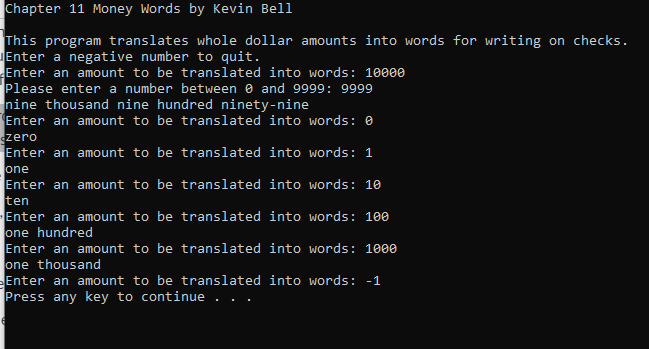 Chapter 11 Money Words by Kevin Bell
This program translates whole dollar amounts into words for writing on checks.
Enter a negative number to quit.
Enter an amount to be translated into words: 10000
Please enter a number between 0 and 9999: 9999
nine thousand nine hundred ninety-nine
Enter an amount to be translated into words: 0
zero
Enter an amount to be translated into words: 1
one
Enter an amount to be translated into words: 10
ten
Enter an amount to be translated into words: 100
one hundred
Enter an amount to be translated into words: 1000
one thousand
Enter an amount to be translated into words: -1
Press any key to continue . . .